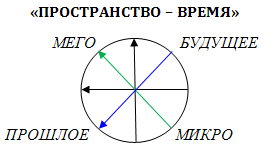 «ПРОСТРАНСТВО – ВРЕМЯ»
МЕГО БУДУЩЕЕ
ПРОШЛОЕ МИКРО